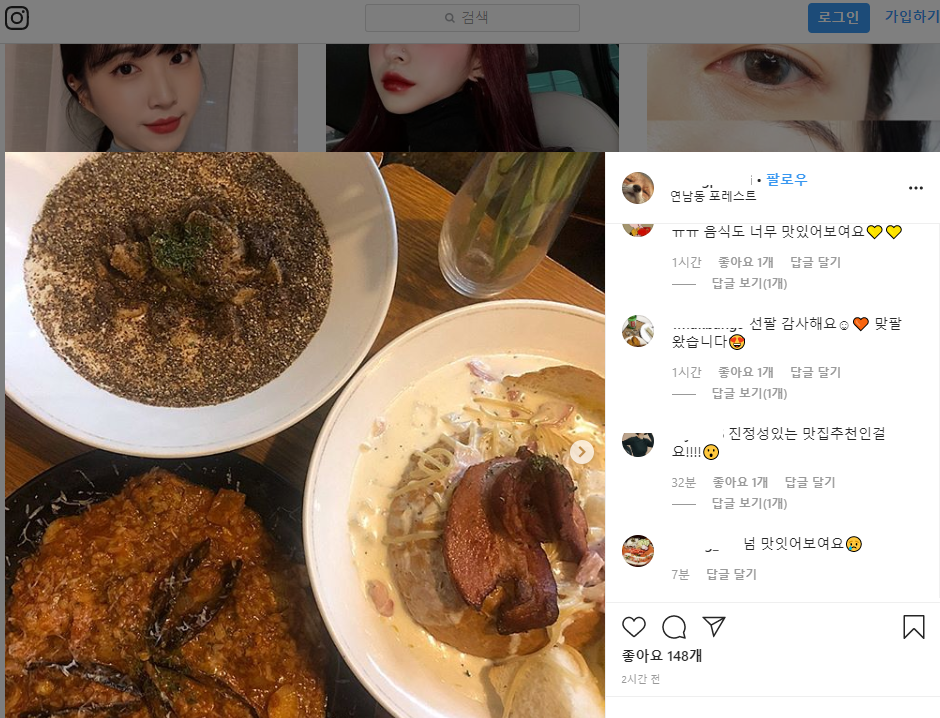 검색
로그인
가입하기
• 팔로우
연남동 포레스트
ㅠㅠ 음식도 너무 맛있어보여요💛💛
1시간 좋아요 1개 답글 달기
답글 보기(1개)
선팔 감사해요☺️❤️ 맞팔
왔습니다😍
1시간 좋아요 1개 답글 달기
답글 보기(1개)
진정성있는 맛집추천인걸
요!!!!😮
32분 좋아요 1개 답글 달기
답글 보기(1개)
넘 맛잇어보여요😢
7분 답글 달기
좋아요 148개
2시간 전